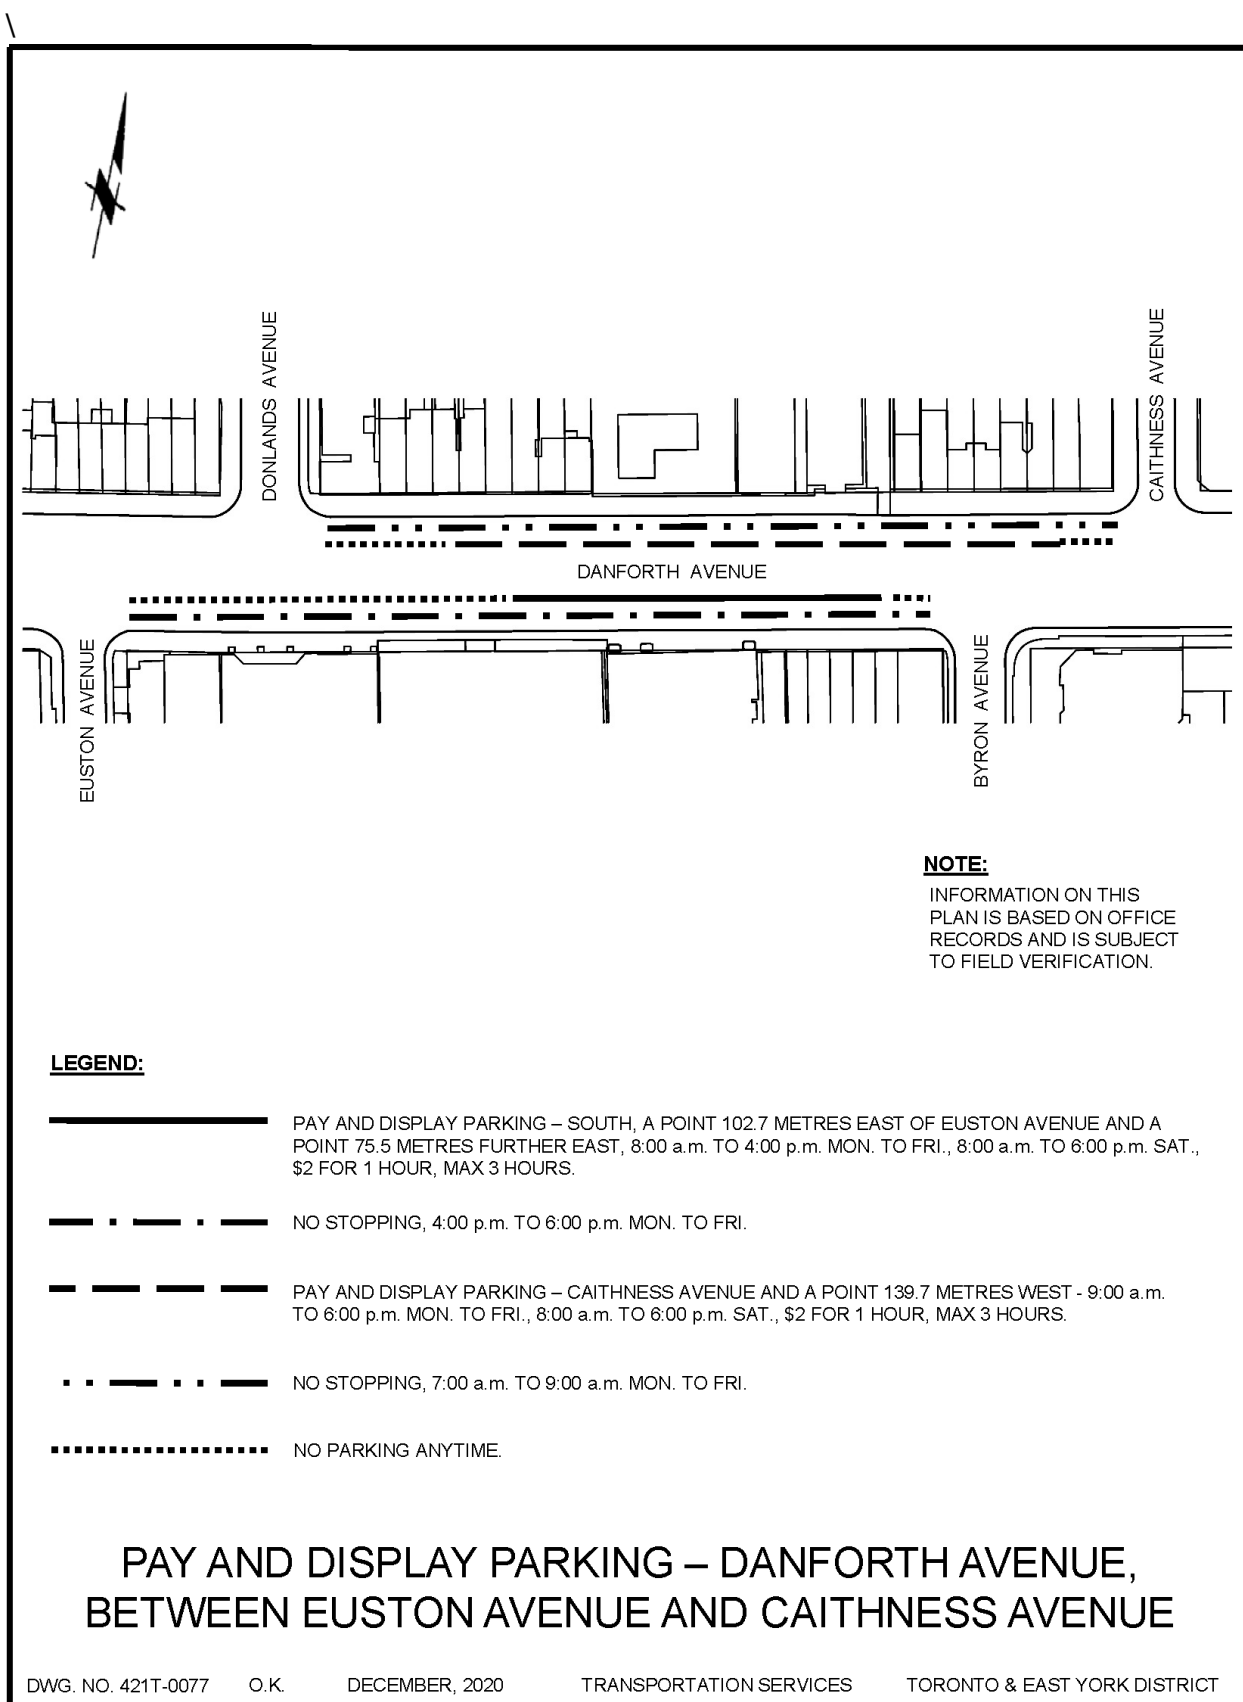 \
DONLANDS AVENUE
CAITHNESS AVENUE
DANFORTH AVENUE
EUSTON AVENUE
BYRON AVENUE
NOTE:
INFORMATION ON THIS
PLAN IS BASED ON OFFICE
RECORDS AND IS SUBJECT
TO FIELD VERIFICATION.
LEGEND:
PAY AND DISPLAY PARKING – SOUTH, A POINT 102.7 METRES EAST OF EUSTON AVENUE AND A
POINT 75.5 METRES FURTHER EAST, 8:00 a.m. TO 4:00 p.m. MON. TO FRI., 8:00 a.m. TO 6:00 p.m. SAT.,
$2 FOR 1 HOUR, MAX 3 HOURS.
NO STOPPING, 4:00 p.m. TO 6:00 p.m. MON. TO FRI.
PAY AND DISPLAY PARKING – CAITHNESS AVENUE AND A POINT 139.7 METRES WEST - 9:00 a.m.
TO 6:00 p.m. MON. TO FRI., 8:00 a.m. TO 6:00 p.m. SAT., $2 FOR 1 HOUR, MAX 3 HOURS.
NO STOPPING, 7:00 a.m. TO 9:00 a.m. MON. TO FRI.
NO PARKING ANYTIME.
PAY AND DISPLAY PARKING – DANFORTH AVENUE,
BETWEEN EUSTON AVENUE AND CAITHNESS AVENUE
DWG. NO. 421T-0077 O.K. DECEMBER, 2020 TRANSPORTATION SERVICES TORONTO & EAST YORK DISTRICT